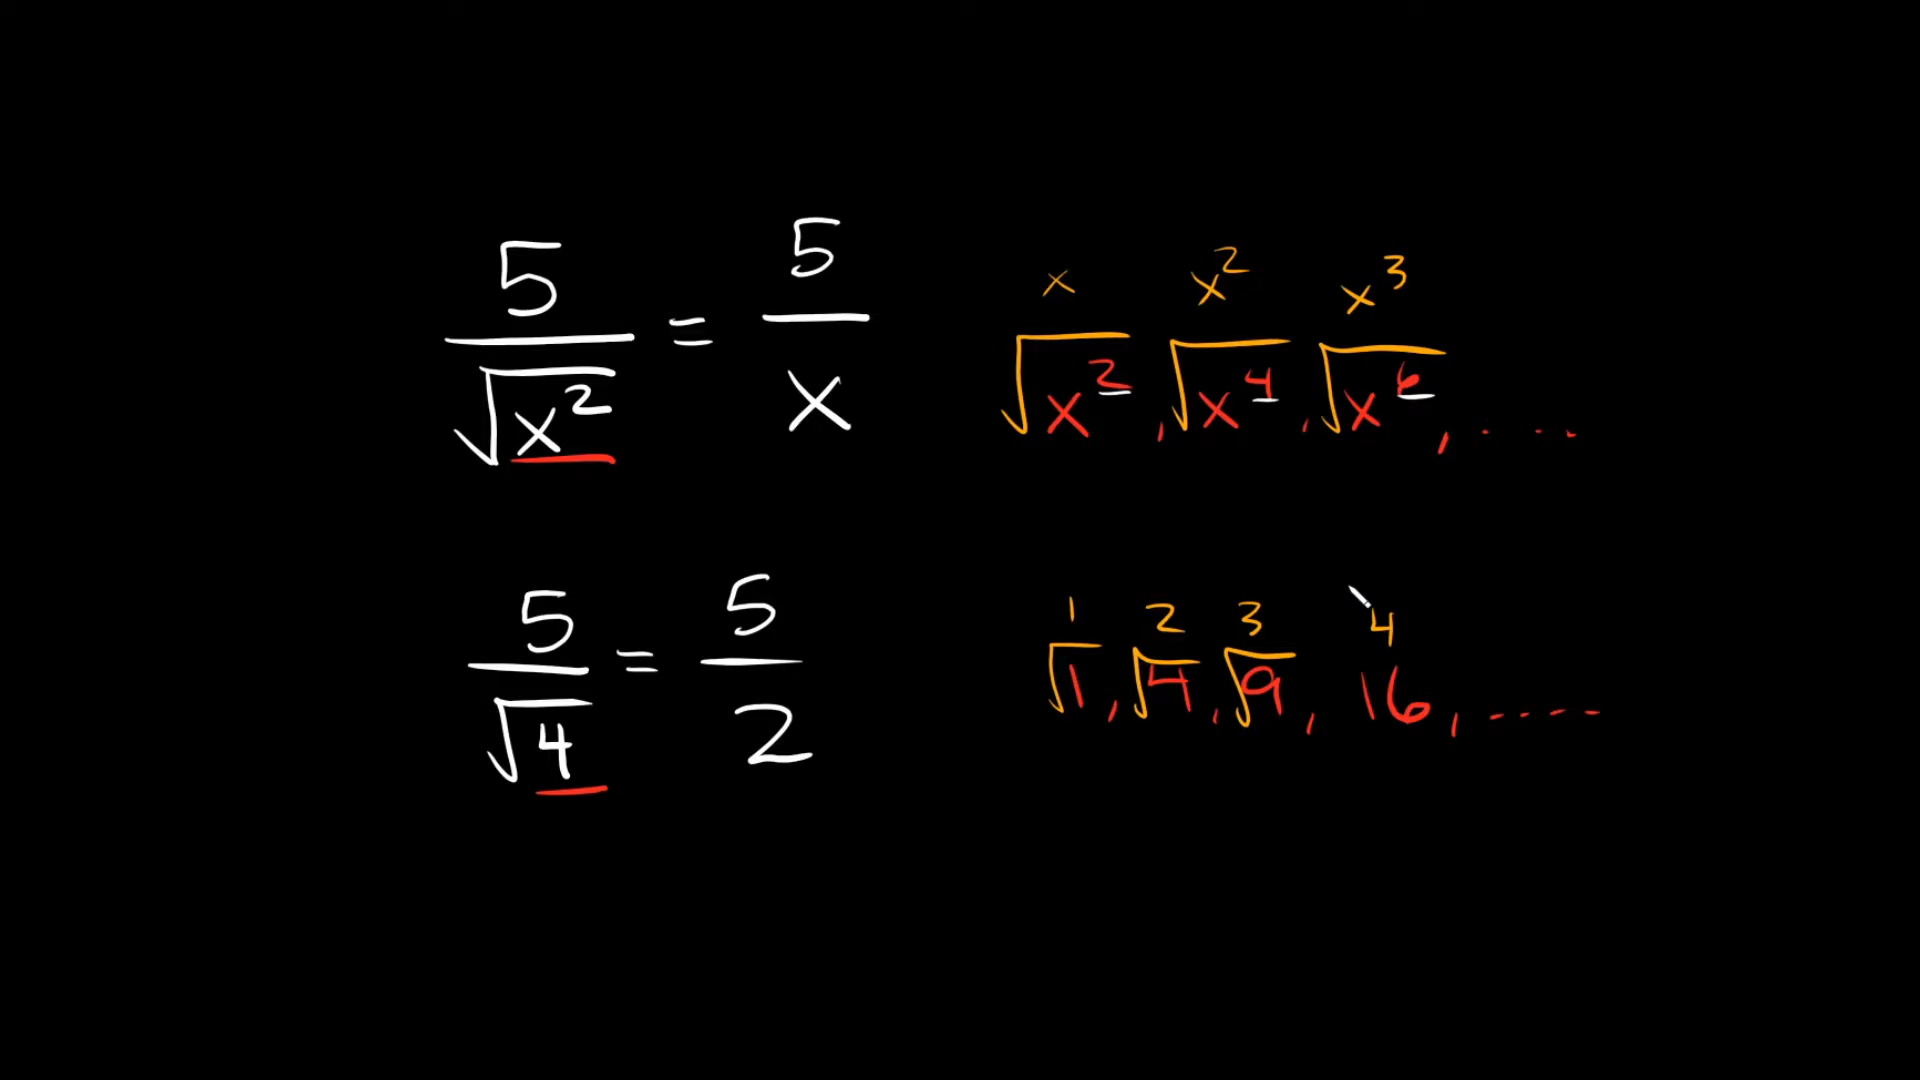 5/√x² = 5/x
x x² x³
√x², √x⁴, √x⁶, ....
5/√4 = 5/2
1 2 3 4
√1, √4, √9, 16, ....